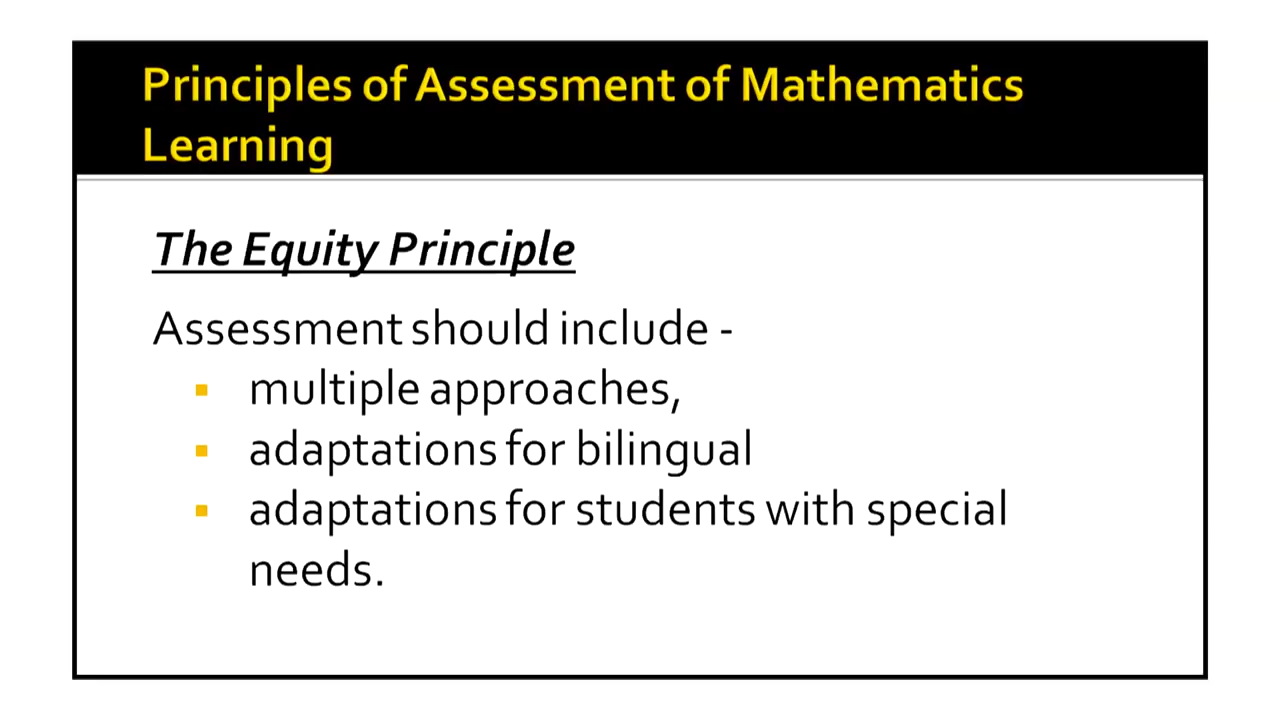 Principles of Assessment of Mathematics
Learning
The Equity Principle
Assessment should include -
▪ multiple approaches,
▪ adaptations for bilingual
▪ adaptations for students with special
needs.